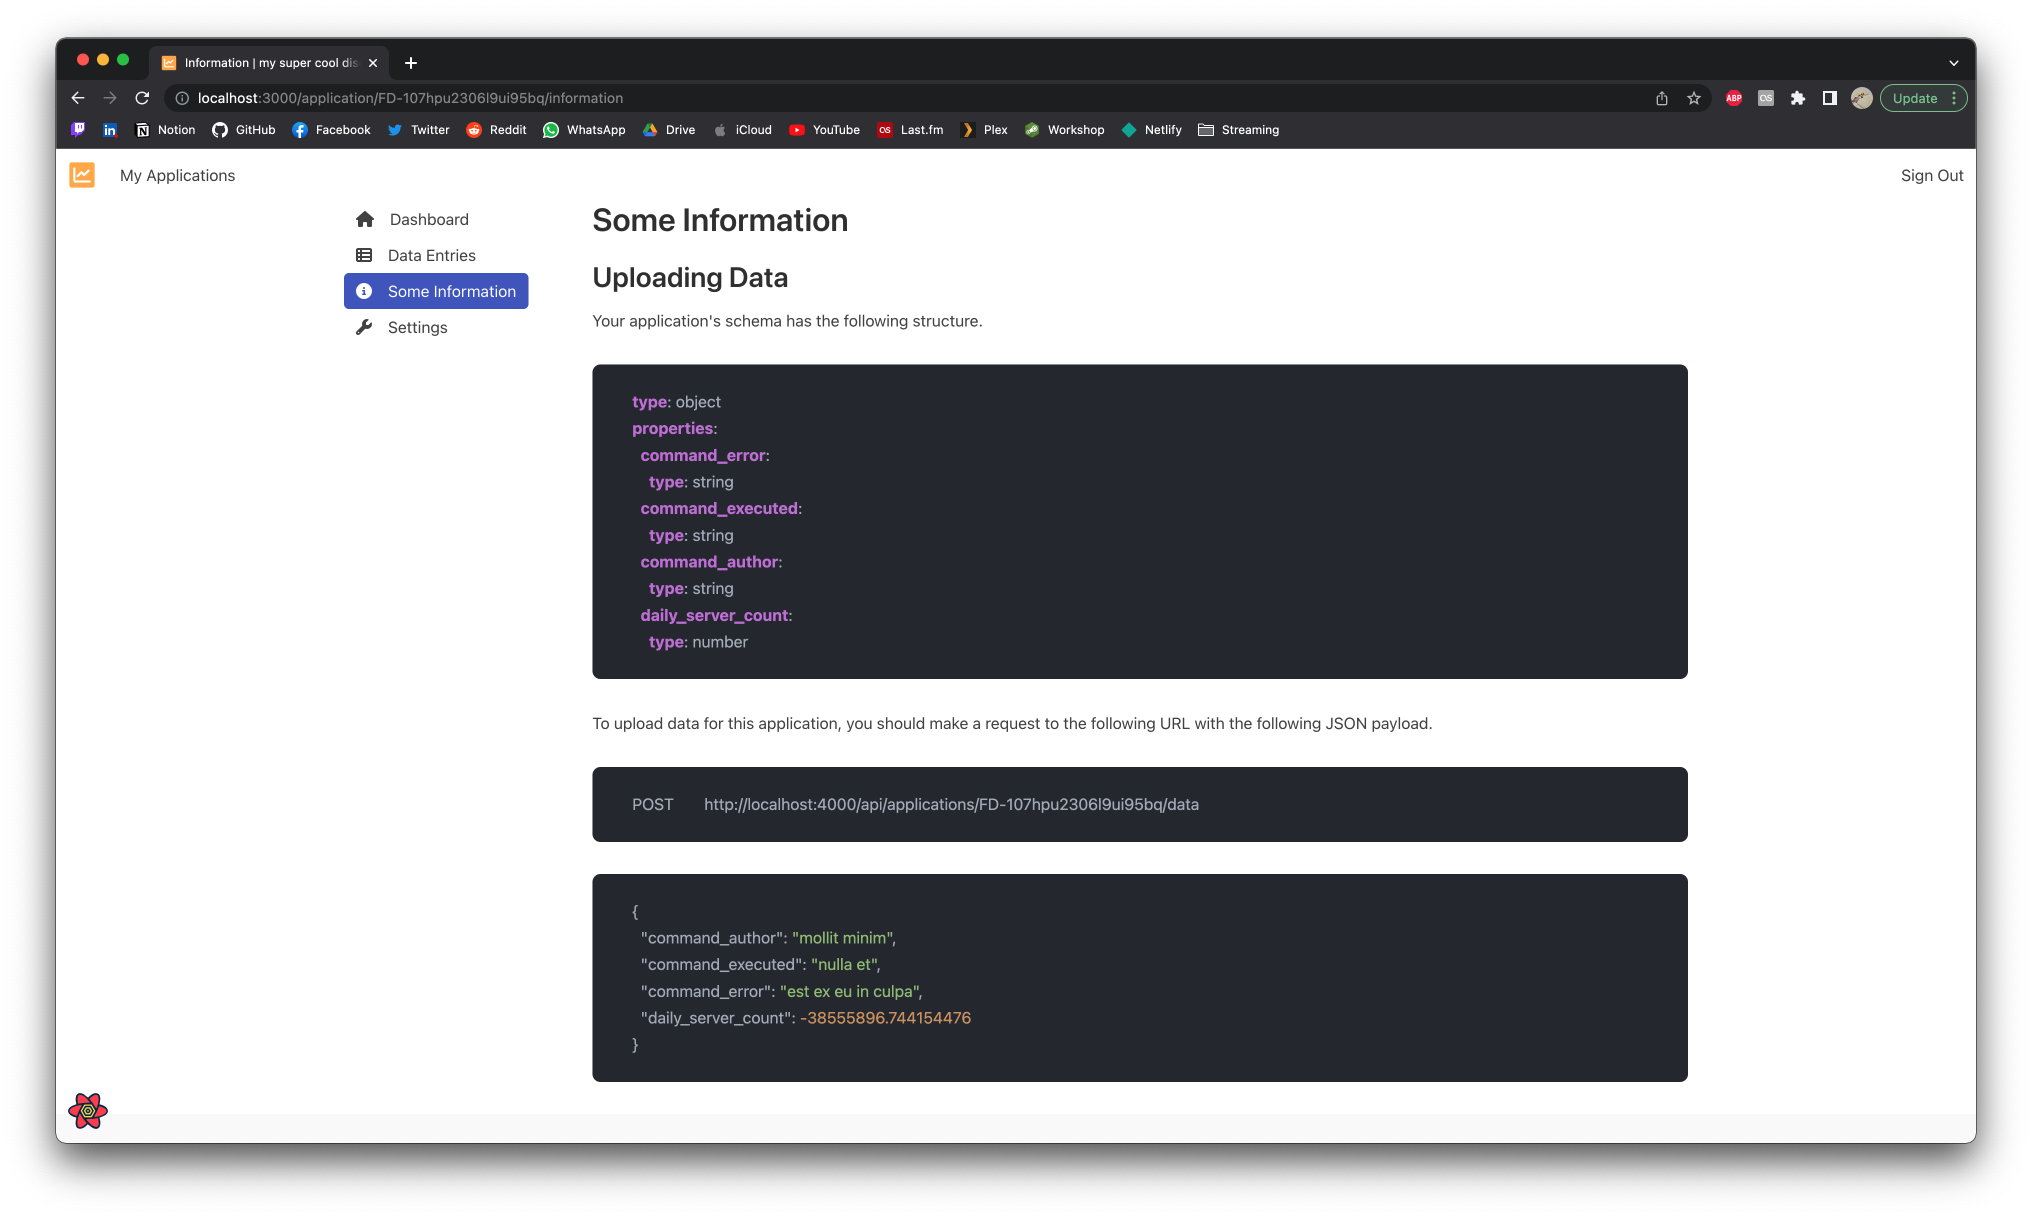 Information | my super cool dis
localhost:3000/application/FD-107hpu2306l9ui95bq/information
ABP
Update
in
Notion
GitHub
Facebook
Twitter
Reddit
WhatsApp
Drive
iCloud
YouTube
Last.fm
Plex
Workshop
Netlify
Streaming
My Applications
Sign Out
Dashboard
Data Entries
Some Information
Settings
Some Information
Uploading Data
Your application's schema has the following structure.
type: object
properties:
command_error:
type: string
command_executed:
type: string
command_author:
type: string
daily_server_count:
type: number
To upload data for this application, you should make a request to the following URL with the following JSON payload.
POST http://localhost:4000/api/applications/FD-107hpu2306l9ui95bq/data
{
"command_author": "mollit minim",
"command_executed": "nulla et",
"command_error": "est ex eu in culpa",
"daily_server_count": -38555896.744154476
}